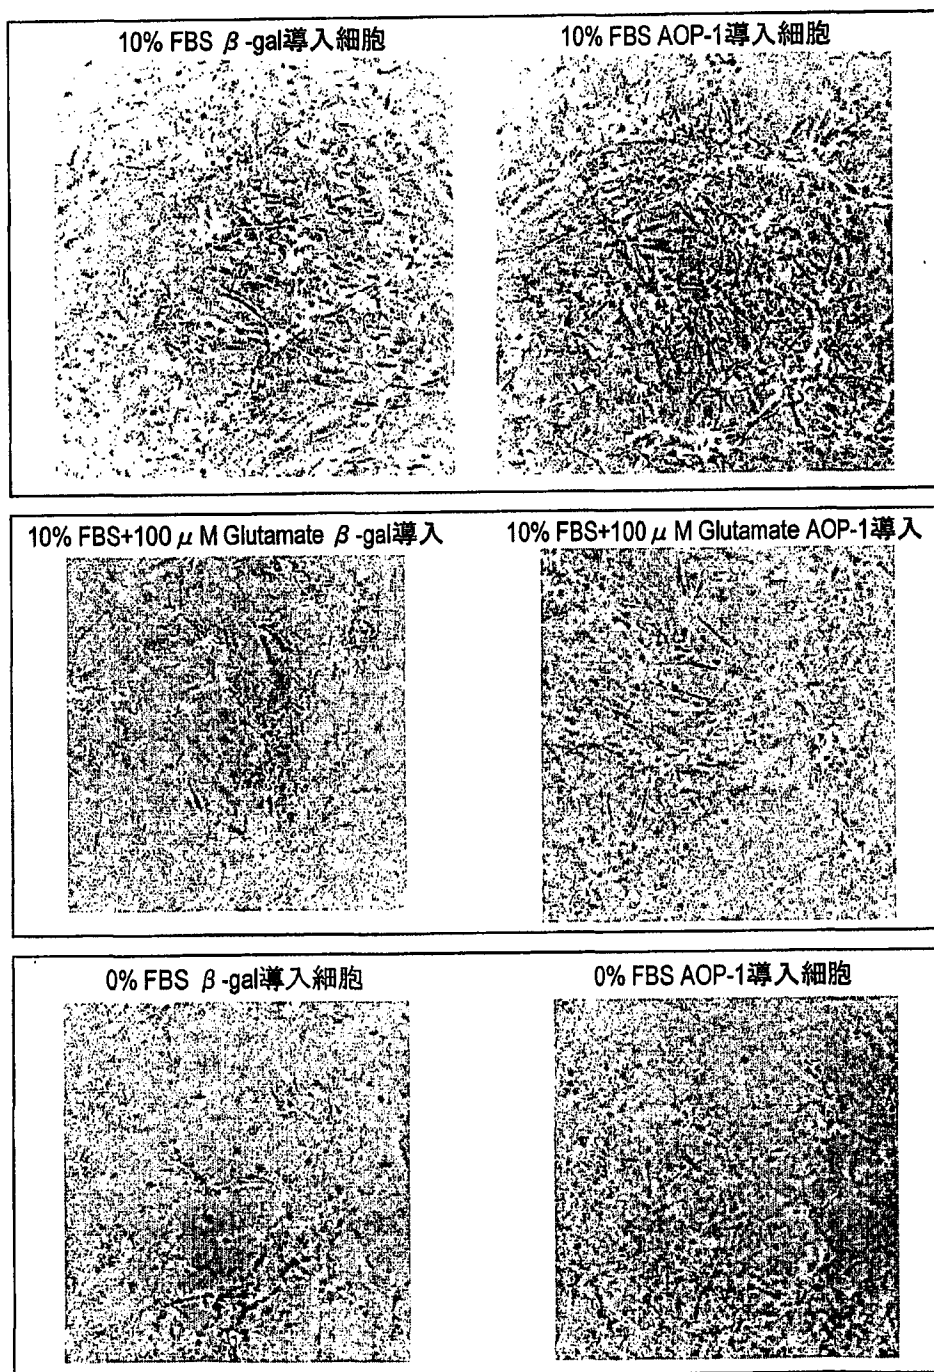 10% FBS β-gal導入細胞
10% FBS AOP-1導入細胞
10% FBS+100 μM Glutamate β-gal導入
10% FBS+100 μM Glutamate AOP-1導入
0% FBS β-gal導入細胞
0% FBS AOP-1導入細胞